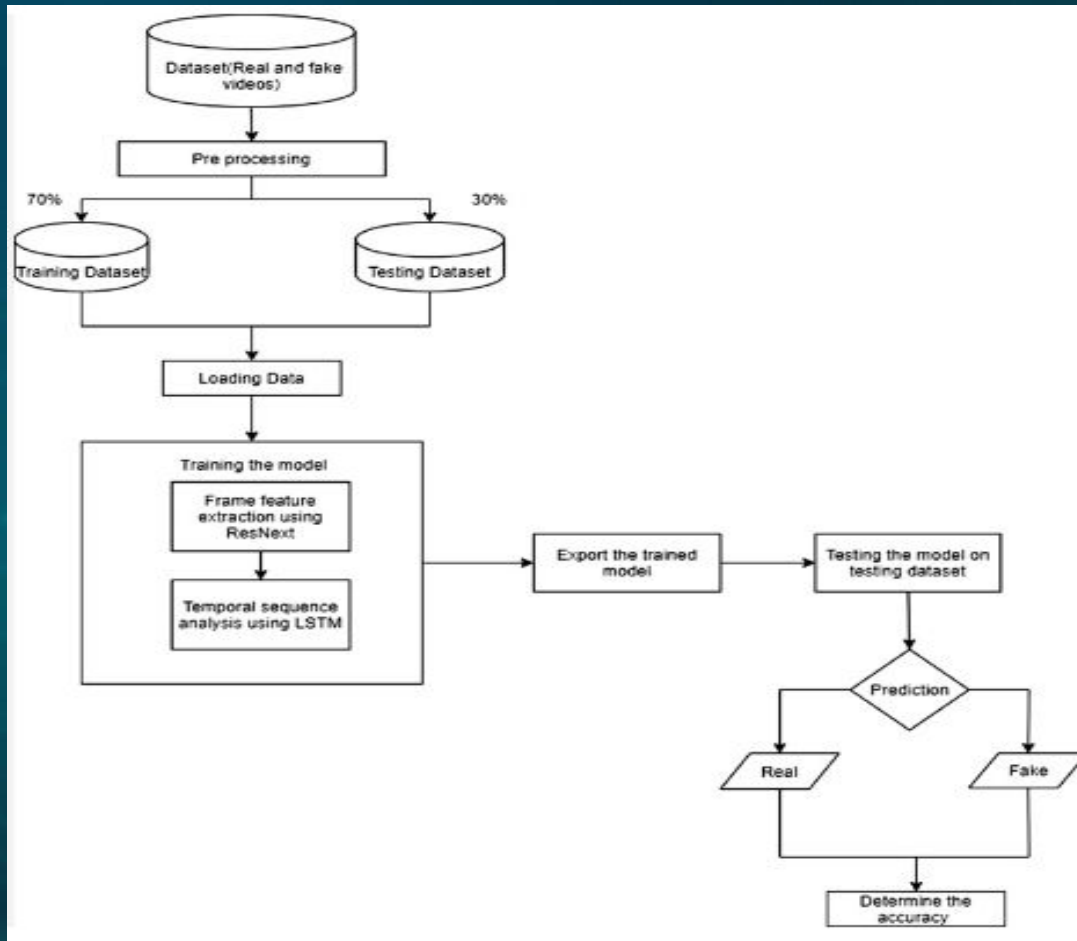 Dataset(Real and fake
videos)
Pre processing
70%
30%
Training Dataset
Testing Dataset
Loading Data
Training the model
Frame feature
extraction using
ResNext
Temporal sequence
analysis using LSTM
Export the trained
model
Testing the model on
testing dataset
Prediction
Real
Fake
Determine the
accuracy